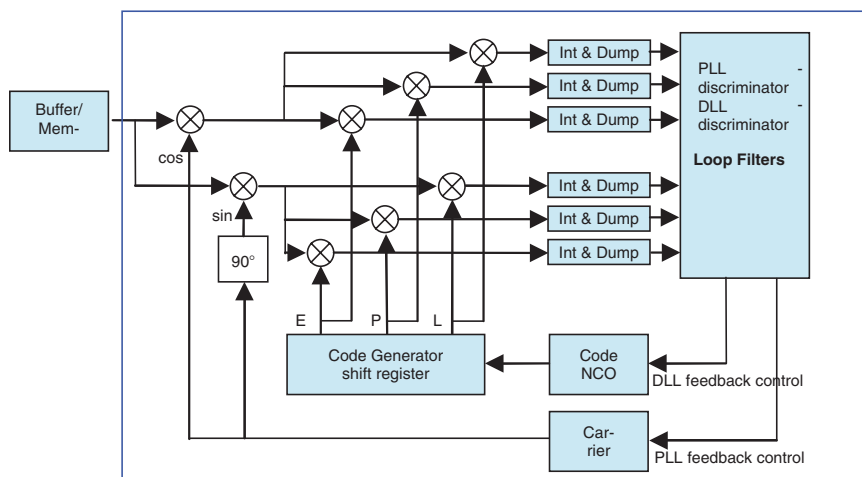 Int & Dump
Int & Dump
Int & Dump
PLL -
discriminator
DLL -
discriminator
Loop Filters
Buffer/
Mem-
cos
sin
90°
Int & Dump
Int & Dump
Int & Dump
E
P
L
Code Generator
shift register
Code
NCO
DLL feedback control
Car-
rier
PLL feedback control